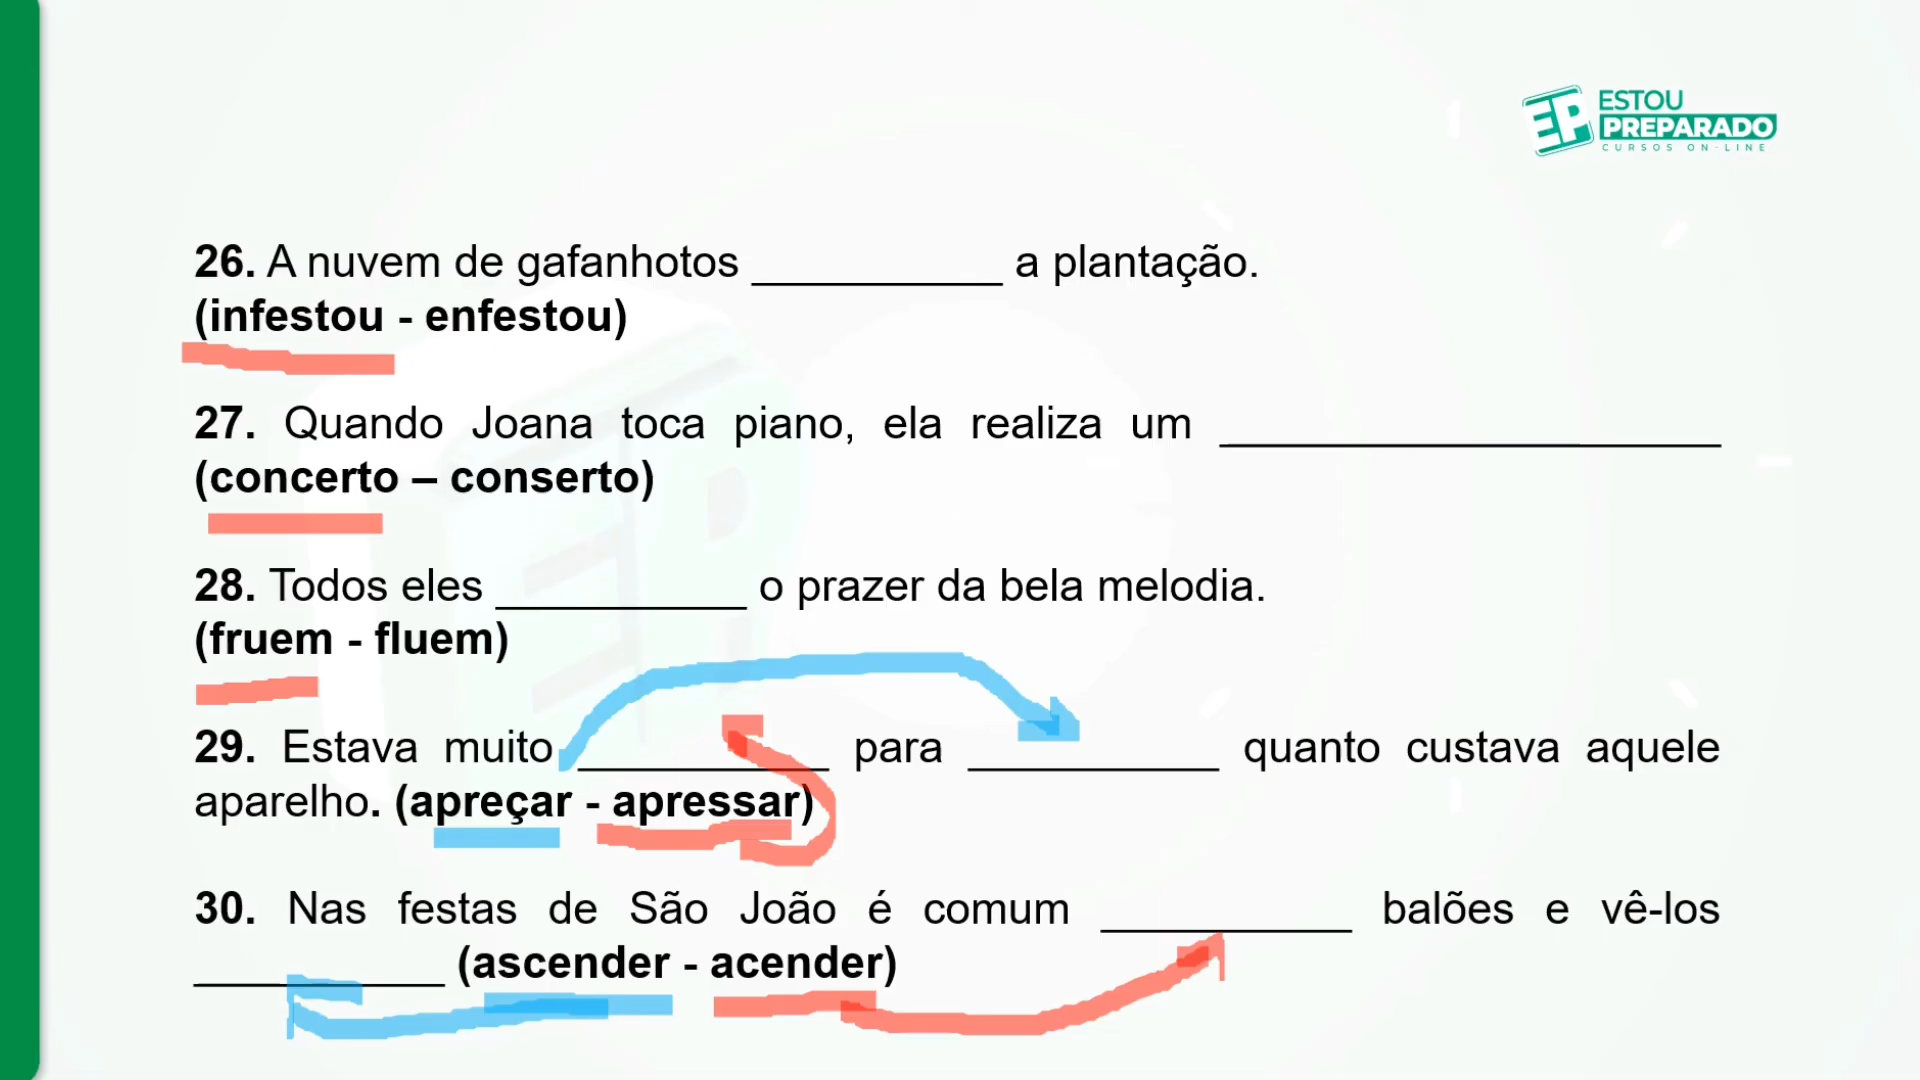 ESTOU
PREPARADO
CURSOS ON-LINE
26. A nuvem de gafanhotos __________ a plantação.
(infestou - enfestou)
27. Quando Joana toca piano, ela realiza um ____________________
(concerto – conserto)
28. Todos eles __________ o prazer da bela melodia.
(fruem - fluem)
29. Estava muito __________ para __________ quanto custava aquele
aparelho. (apreçar - apressar)
30. Nas festas de São João é comum __________ balões e vê-los
__________ (ascender - acender)